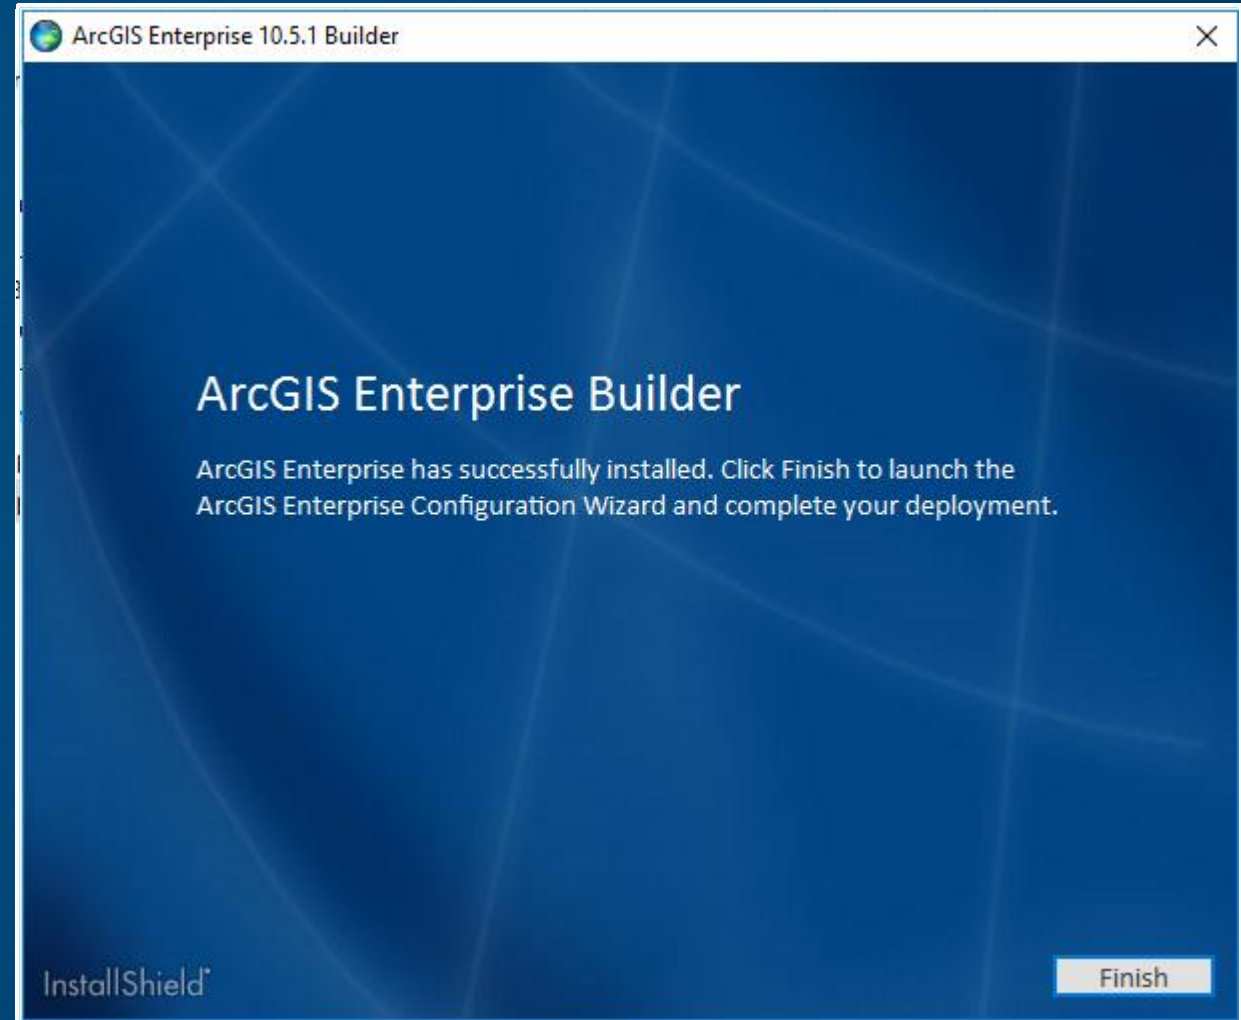 ArcGIS Enterprise 10.5.1 Builder
ArcGIS Enterprise Builder
ArcGIS Enterprise has successfully installed. Click Finish to launch the
ArcGIS Enterprise Configuration Wizard and complete your deployment.
InstallShield
Finish